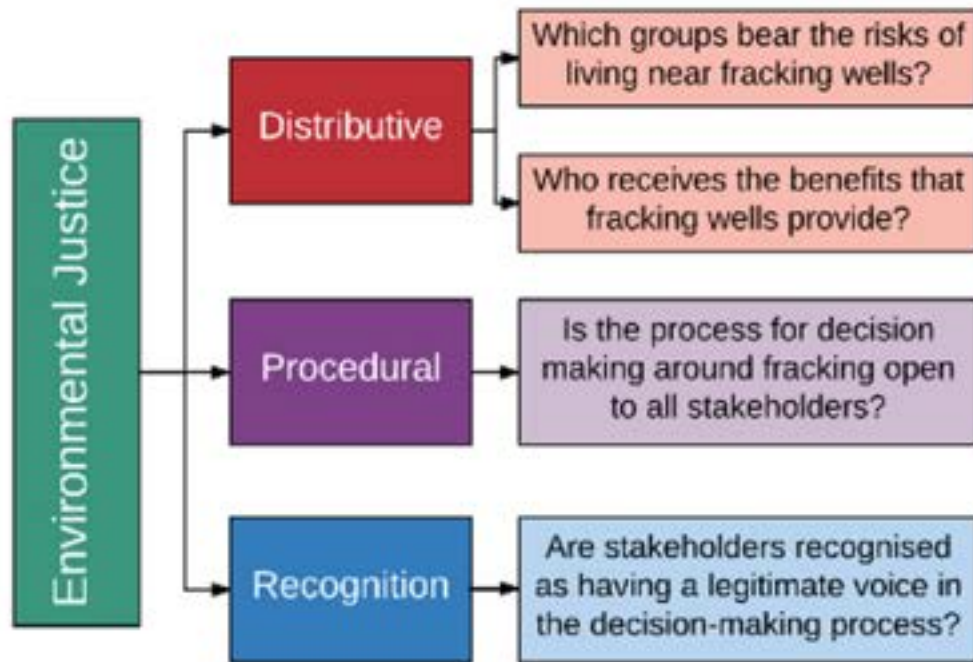 Environmental Justice
Distributive
Which groups bear the risks of
living near fracking wells?
Who receives the benefits that
fracking wells provide?
Procedural
Is the process for decision
making around fracking open
to all stakeholders?
Recognition
Are stakeholders recognised
as having a legitimate voice in
the decision-making process?